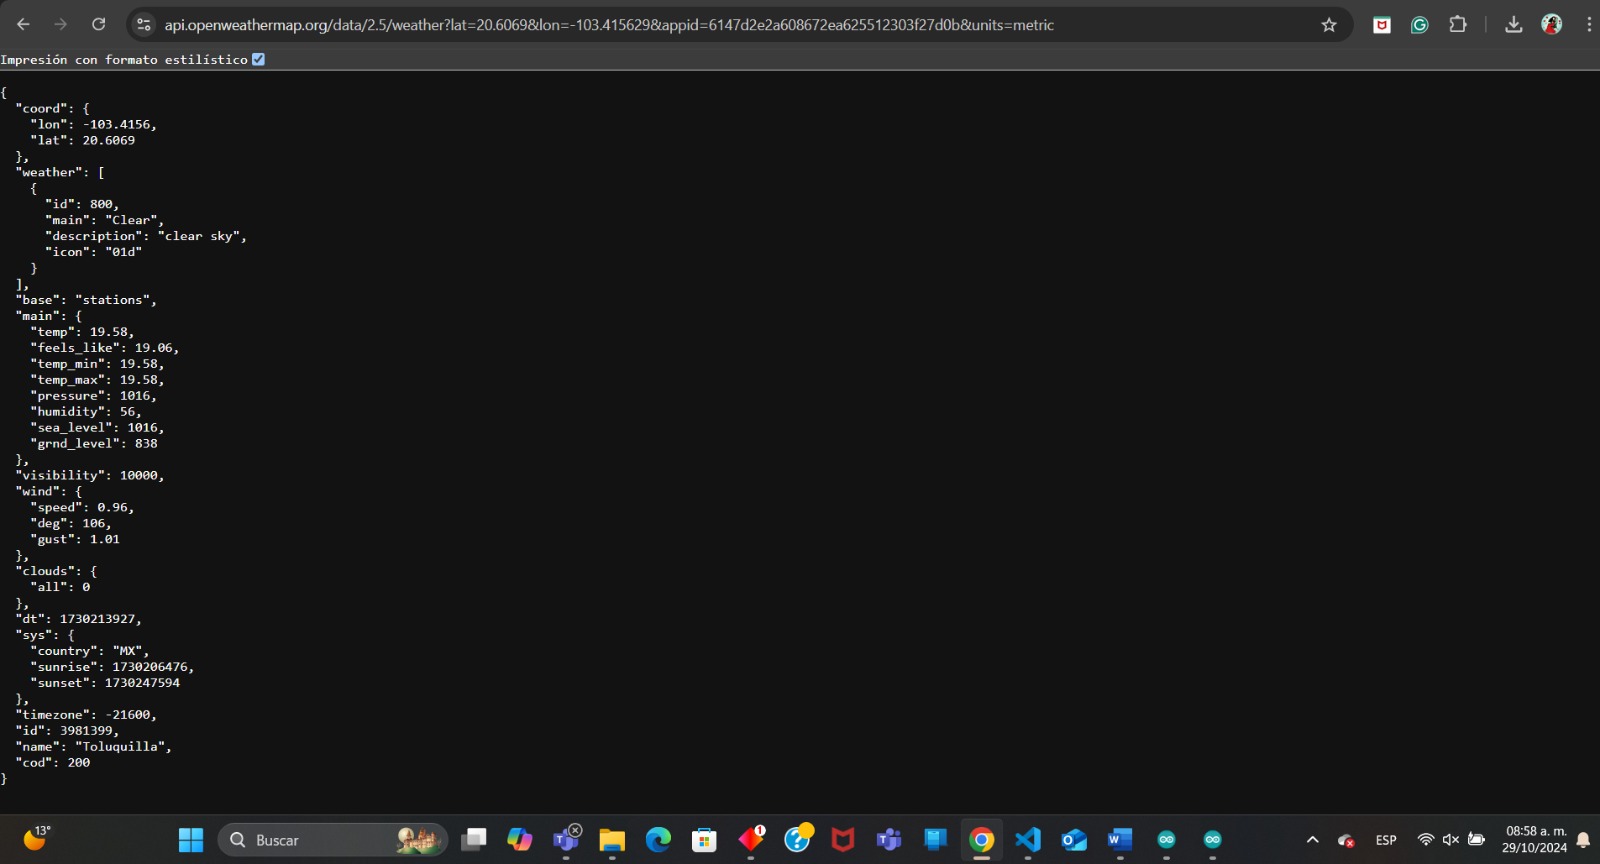 api.openweathermap.org/data/2.5/weather?lat=20.6069&lon=-103.415629&appid=6147d2e2a608672ea625512303f27d0b&units=metric
Impresión con formato estilístico
{
  "coord": {
    "lon": -103.4156,
    "lat": 20.6069
  },
  "weather": [
    {
      "id": 800,
      "main": "Clear",
      "description": "clear sky",
      "icon": "01d"
    }
  ],
  "base": "stations",
  "main": {
    "temp": 19.58,
    "feels_like": 19.06,
    "temp_min": 19.58,
    "temp_max": 19.58,
    "pressure": 1016,
    "humidity": 56,
    "sea_level": 1016,
    "grnd_level": 838
  },
  "visibility": 10000,
  "wind": {
    "speed": 0.96,
    "deg": 106,
    "gust": 1.01
  },
  "clouds": {
    "all": 0
  },
  "dt": 1730213927,
  "sys": {
    "country": "MX",
    "sunrise": 1730206476,
    "sunset": 1730247594
  },
  "timezone": -21600,
  "id": 3981399,
  "name": "Toluquilla",
  "cod": 200
}
13°
Buscar
1
ESP
08:58 a. m.
29/10/2024